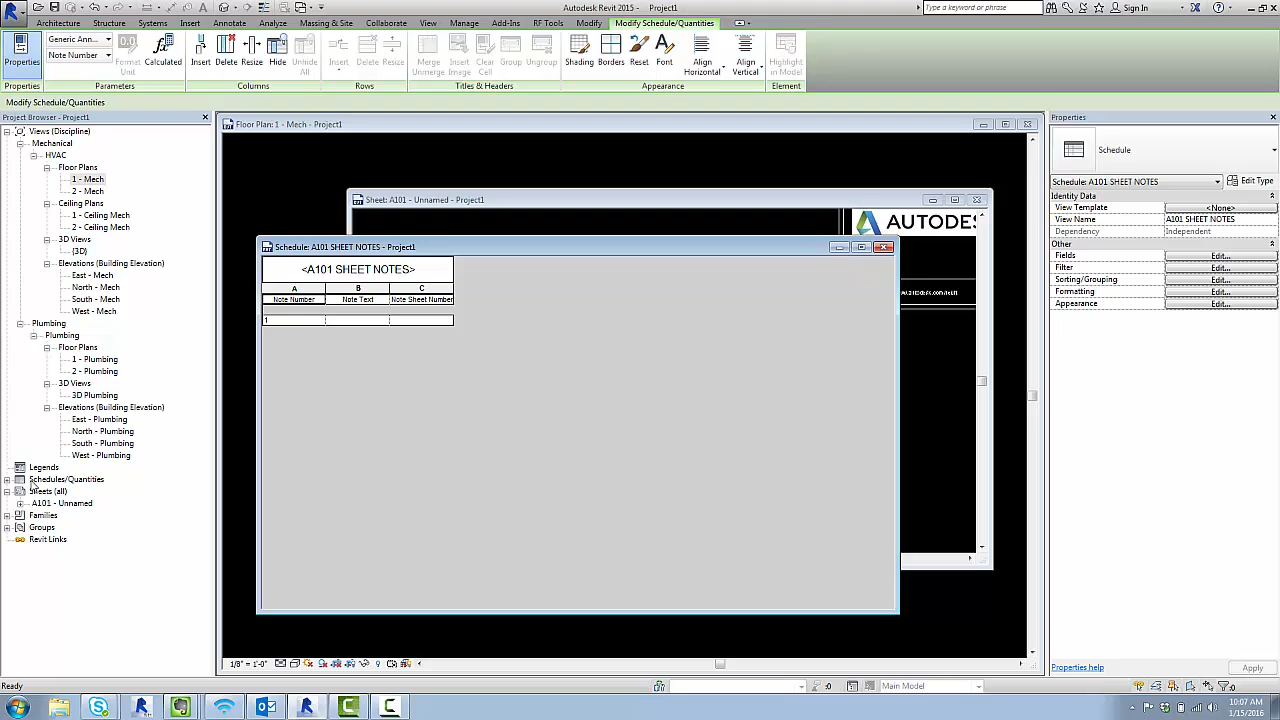 Autodesk Revit 2015 - Project1
Type a keyword or phrase
Sign In
Architecture Structure Systems Insert Annotate Analyze Massing & Site Collaborate View Manage Add-Ins RF Tools Modify Modify Schedule/Quantities
Generic Ann
Note Number
Properties Format Unit Calculated Insert Delete Resize Hide Unhide All Insert Delete Resize Merge Unmerge Insert Image Clear Cell Group Ungroup Shading Borders Reset Font Align Horizontal Align Vertical Highlight in Model
Properties Parameters Columns Rows Titles & Headers Appearance Element
Modify Schedule/Quantities
Project Browser - Project1
Views (Discipline)
Mechanical
HVAC
Floor Plans
1 - Mech
2 - Mech
Ceiling Plans
1 - Ceiling Mech
2 - Ceiling Mech
3D Views
{3D}
Elevations (Building Elevation)
East - Mech
North - Mech
South - Mech
West - Mech
Plumbing
Plumbing
Floor Plans
1 - Plumbing
2 - Plumbing
3D Views
3D Plumbing
Elevations (Building Elevation)
East - Plumbing
North - Plumbing
South - Plumbing
West - Plumbing
Legends
Schedules/Quantities
Sheets (all)
A101 - Unnamed
Families
Groups
Revit Links
Floor Plan: 1 - Mech - Project1
Sheet: A101 - Unnamed - Project1
AUTODES
Schedule: A101 SHEET NOTES - Project1
<A101 SHEET NOTES>
A B C
Note Number Note Text Note Sheet Number
1
1/8" = 1'-0"
Properties
Schedule
Schedule: A101 SHEET NOTES Edit Type
Identity Data
View Template <None>
View Name A101 SHEET NOTES
Dependency Independent
Other
Fields Edit...
Filter Edit...
Sorting/Grouping Edit...
Formatting Edit...
Appearance Edit...
Properties help Apply
Ready
:0
Main Model
:0
10:07 AM
1/15/2016